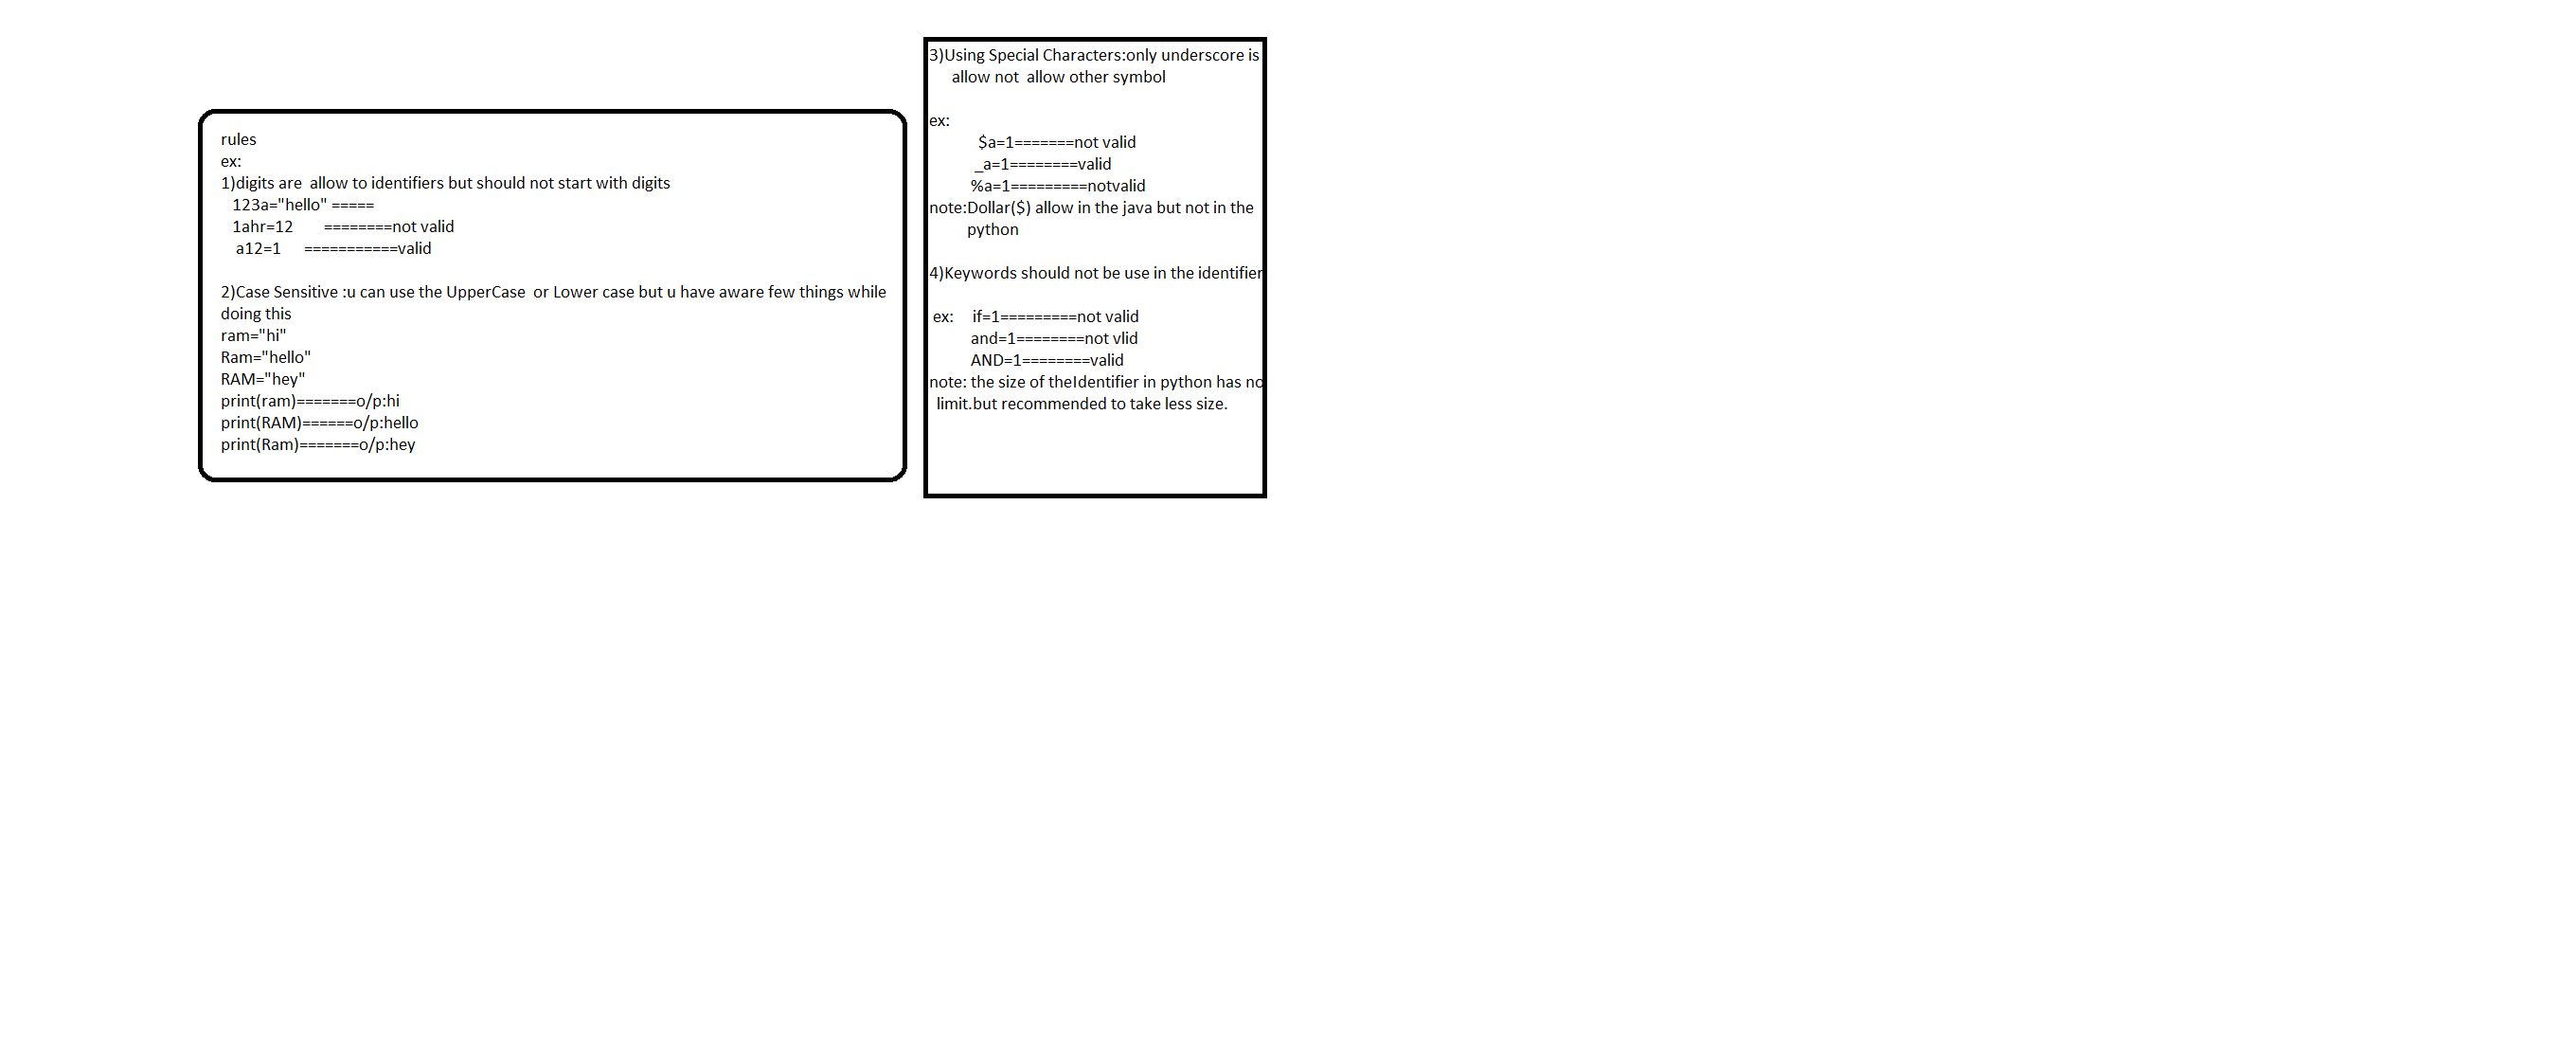 rules
ex:
1)digits are  allow to identifiers but should not start with digits
123a="hello" =====
1ahr=12 ========not valid
a12=1 ===========valid
2)Case Sensitive :u can use the UpperCase  or Lower case but u have aware few things while
doing this
ram="hi"
Ram="hello"
RAM="hey"
print(ram)=======o/p:hi
print(RAM)======o/p:hello
print(Ram)=======o/p:hey
3)Using Special Characters:only underscore is
allow not  allow other symbol
ex:
$a=1=======not valid
_a=1========valid
%a=1=========notvalid
note:Dollar($) allow in the java but not in the
python
4)Keywords should not be use in the identifier
ex: if=1=========not valid
and=1========not vlid
AND=1========valid
note: the size of theIdentifier in python has no
limit.but recommended to take less size.